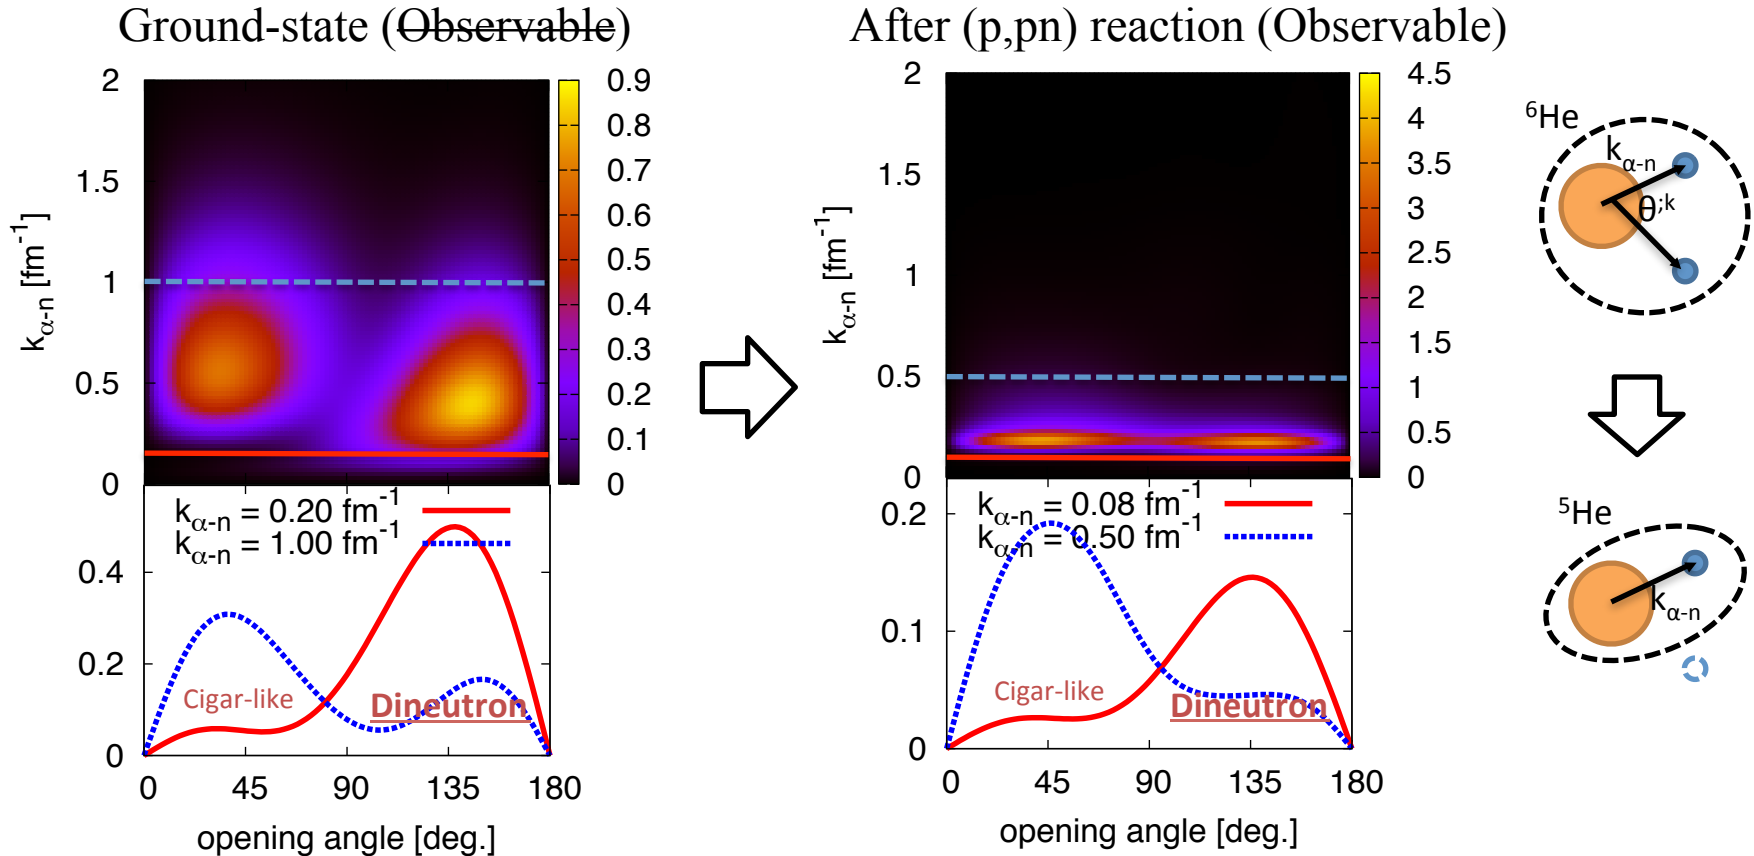 Ground-state (Observable)
2
1.5
1
0.5
0
k_α-n [fm^-1]
0.9
0.8
0.7
0.6
0.5
0.4
0.3
0.2
0.1
0
k_α-n = 0.20 fm^-1
k_α-n = 1.00 fm^-1
0.4
0.2
0
Cigar-like
Dineutron
0 45 90 135 180
opening angle [deg.]
After (p,pn) reaction (Observable)
2
1.5
1
0.5
0
k_α-n [fm^-1]
4.5
4
3.5
3
2.5
2
1.5
1
0.5
0
k_α-n = 0.08 fm^-1
k_α-n = 0.50 fm^-1
0.2
0.1
0
Cigar-like
Dineutron
0 45 90 135 180
opening angle [deg.]
⁶He
k_α-n
θ;k
⁵He
k_α-n